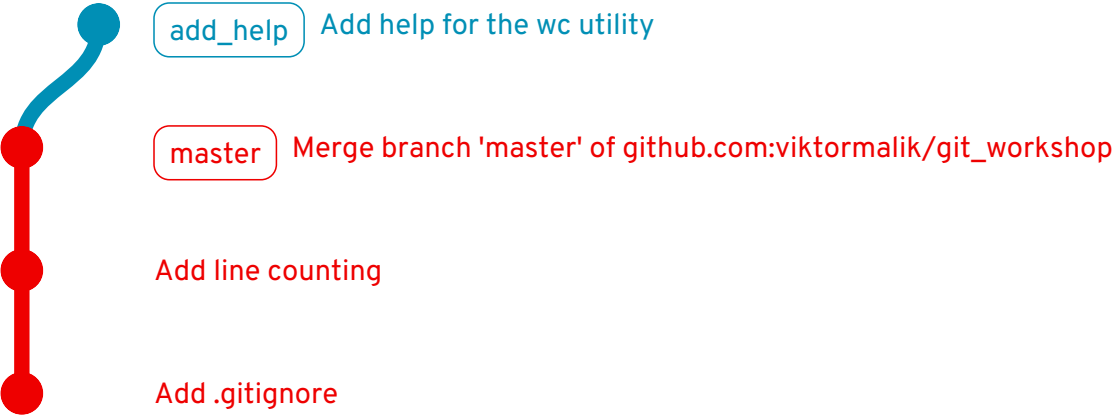 add_help Add help for the wc utility
master Merge branch 'master' of github.com:viktormalik/git_workshop
Add line counting
Add .gitignore